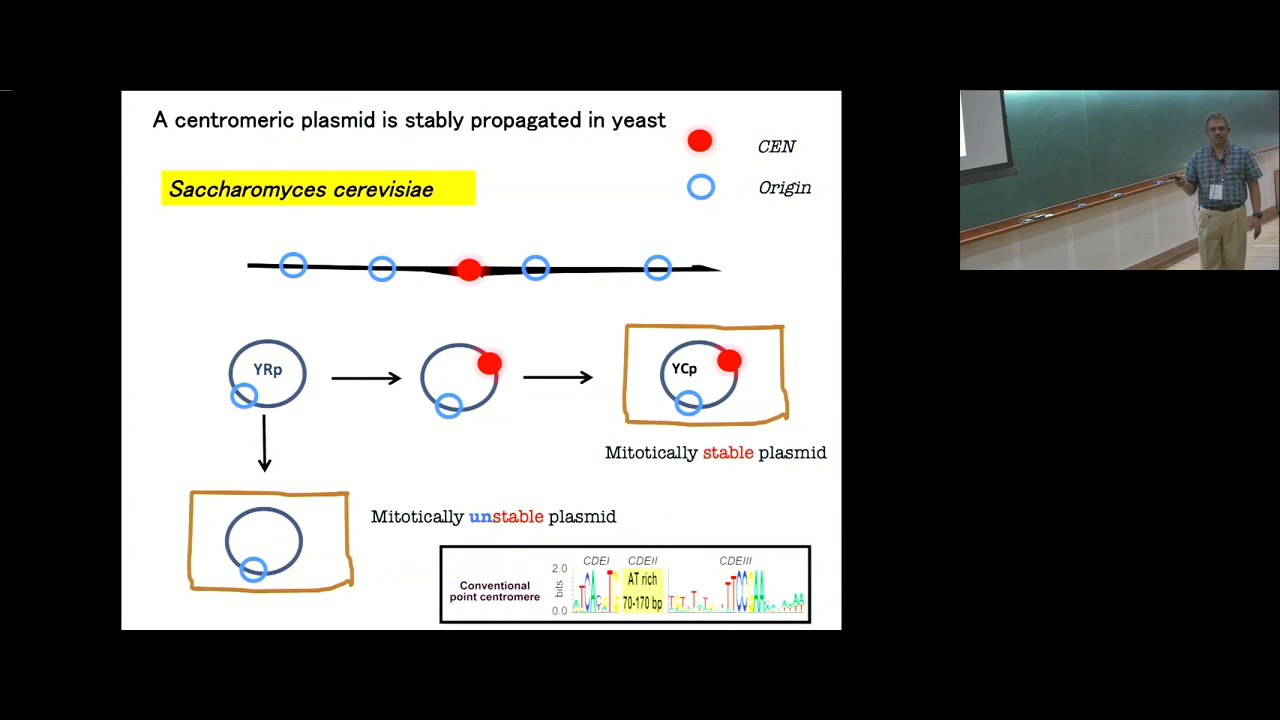 A centromeric plasmid is stably propagated in yeast
CEN
Saccharomyces cerevisiae
Origin
YRp
YCp
Mitotically stable plasmid
Mitotically unstable plasmid
CDEI CDEII CDEIII
Conventional
point centromere
bits
2.0
0.0
AT rich
70-170 bp